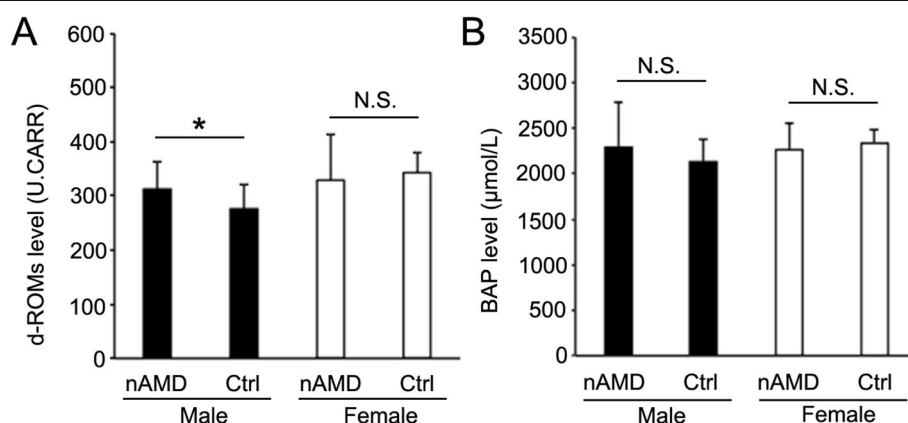 A
d-ROMs level (U.CARR)
600
500
400
300
200
100
0
*
N.S.
nAMD Ctrl nAMD Ctrl
Male Female
B
BAP level (μmol/L)
3500
3000
2500
2000
1500
1000
500
0
N.S.
N.S.
nAMD Ctrl nAMD Ctrl
Male Female